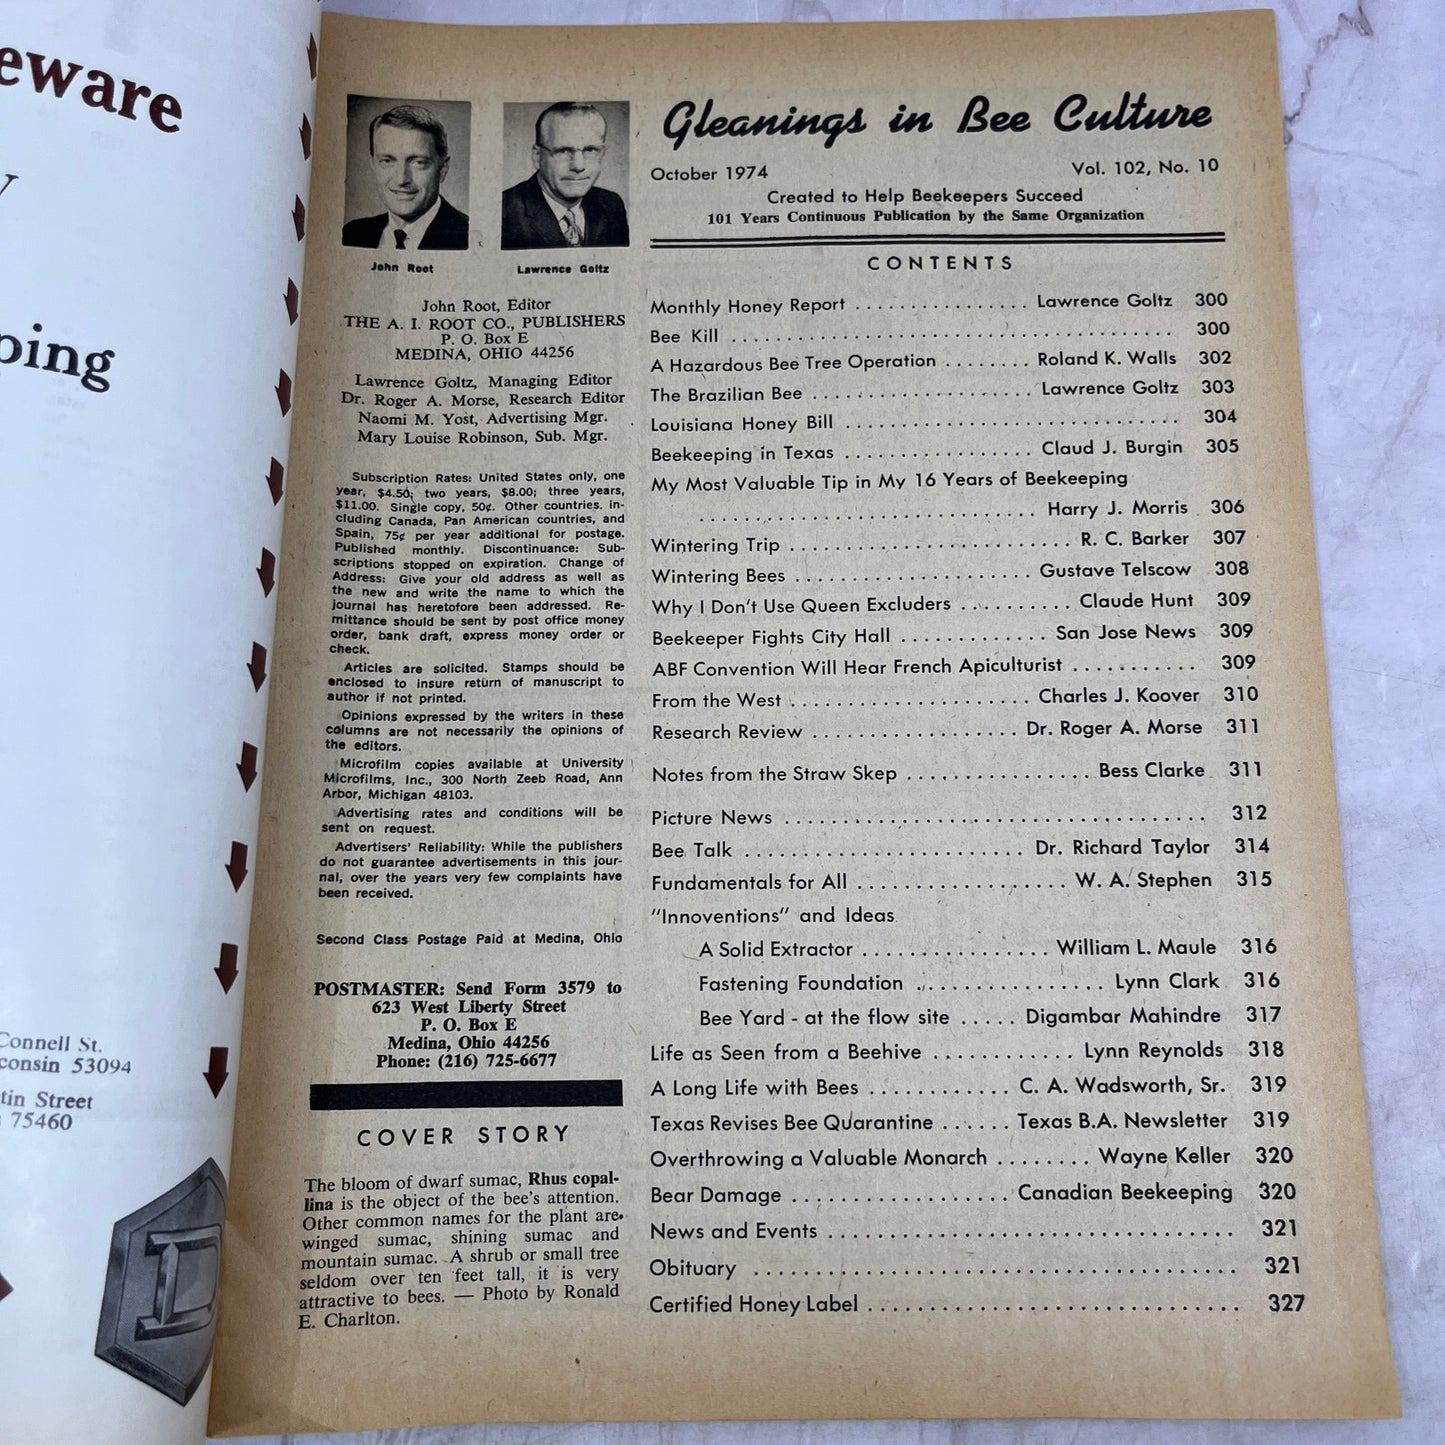 eware
y
ping
Connell St.
consin 53094
tin Street
75460
D
John Root
Lawrence Goltz
John Root, Editor
THE A. I. ROOT CO., PUBLISHERS
P. O. Box E
MEDINA, OHIO 44256
Lawrence Goltz, Managing Editor
Dr. Roger A. Morse, Research Editor
Naomi M. Yost, Advertising Mgr.
Mary Louise Robinson, Sub. Mgr.
Subscription Rates: United States only, one
year, $4.50; two years, $8.00; three years,
$11.00. Single copy, 50¢. Other countries, in-
cluding Canada, Pan American countries, and
Spain, 75¢ per year additional for postage.
Published monthly. Discontinuance: Sub-
scriptions stopped on expiration. Change of
Address: Give your old address as well as
the new and write the name to which the
journal has heretofore been addressed. Re-
mittance should be sent by post office money
order, bank draft, express money order or
check.
Articles are solicited. Stamps should be
enclosed to insure return of manuscript to
author if not printed.
Opinions expressed by the writers in these
columns are not necessarily the opinions of
the editors.
Microfilm copies available at University
Microfilms, Inc., 300 North Zeeb Road, Ann
Arbor, Michigan 48103.
Advertising rates and conditions will be
sent on request.
Advertisers' Reliability: While the publishers
do not guarantee advertisements in this jour-
nal, over the years very few complaints have
been received.
Second Class Postage Paid at Medina, Ohio
POSTMASTER: Send Form 3579 to
623 West Liberty Street
P. O. Box E
Medina, Ohio 44256
Phone: (216) 725-6677
COVER STORY
The bloom of dwarf sumac, Rhus copal-
lina is the object of the bee's attention.
Other common names for the plant are
winged sumac, shining sumac and
mountain sumac. A shrub or small tree
seldom over ten feet tall, it is very
attractive to bees. — Photo by Ronald
E. Charlton.
Gleanings in Bee Culture
October 1974 Vol. 102, No. 10
Created to Help Beekeepers Succeed
101 Years Continuous Publication by the Same Organization
CONTENTS
Monthly Honey Report ................ Lawrence Goltz 300
Bee Kill ........................................ 300
A Hazardous Bee Tree Operation ........ Roland K. Walls 302
The Brazilian Bee ..................... Lawrence Goltz 303
Louisiana Honey Bill ................................ 304
Beekeeping in Texas .................. Claud J. Burgin 305
My Most Valuable Tip in My 16 Years of Beekeeping
................................ Harry J. Morris 306
Wintering Trip ........................... R. C. Barker 307
Wintering Bees ....................... Gustave Telscow 308
Why I Don't Use Queen Excluders .......... Claude Hunt 309
Beekeeper Fights City Hall ............. San Jose News 309
ABF Convention Will Hear French Apiculturist ........... 309
From the West ..................... Charles J. Koover 310
Research Review .................. Dr. Roger A. Morse 311
Notes from the Straw Skep ................ Bess Clarke 311
Picture News ..................................... 312
Bee Talk ......................... Dr. Richard Taylor 314
Fundamentals for All .................. W. A. Stephen 315
"Innoventions" and Ideas
A Solid Extractor ................. William L. Maule 316
Fastening Foundation ................ Lynn Clark 316
Bee Yard - at the flow site ..... Digambar Mahindre 317
Life as Seen from a Beehive ............ Lynn Reynolds 318
A Long Life with Bees ............ C. A. Wadsworth, Sr. 319
Texas Revises Bee Quarantine ...... Texas B.A. Newsletter 319
Overthrowing a Valuable Monarch ........ Wayne Keller 320
Bear Damage ................... Canadian Beekeeping 320
News and Events .................................... 321
Obituary .......................................... 321
Certified Honey Label ................................. 327